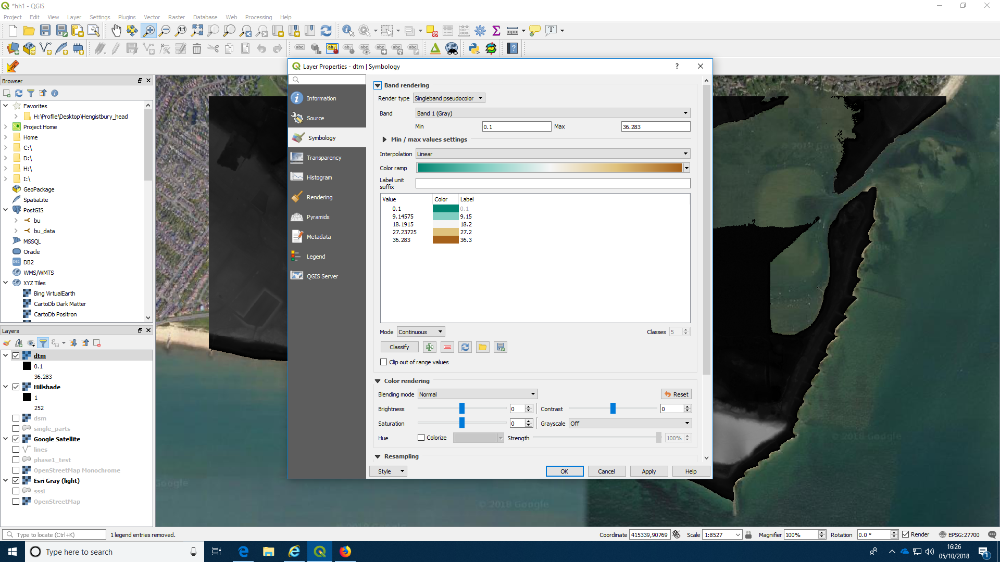 *hh1 - QGIS
Project Edit View Layer Settings Plugins Vector Raster Database Web Processing Help
Layer Properties - dtm | Symbology
?
Browser
Favorites
H:\Profile\Desktop\Hengistbury_head
Project Home
Home
C:\
D:\
H:\
I:\
GeoPackage
SpatiaLite
PostGIS
bu
bu_data
MSSQL
Oracle
DB2
WMS/WMTS
XYZ Tiles
Bing VirtualEarth
CartoDb Dark Matter
CartoDb Positron
Layers
dtm
0.1
36.283
Hillshade
1
252
dsm
single_parts
Google Satellite
lines
phase1_test
OpenStreetMap Monochrome
Esri Gray (light)
sssi
OpenStreetMap
Information
Source
Symbology
Transparency
Histogram
Rendering
Pyramids
Metadata
Legend
QGIS Server
Band rendering
Render type Singleband pseudocolor
Band Band 1 (Gray)
Min 0.1 Max 36.283
Min / max values settings
Interpolation Linear
Color ramp
Label unit
suffix
Value Color Label
0.1 0.1
9.14575 9.15
18.1915 18.2
27.23725 27.2
36.283 36.3
Mode Continuous Classes 5
Classify
Clip out of range values
Color rendering
Blending mode Normal Reset
Brightness 0 Contrast 0
Saturation 0 Grayscale Off
Hue Colorize Strength 100%
Resampling
Style OK Cancel Apply Help
Google
© 2018 Google
© 2018 Google
Type to locate (Ctrl+K) 1 legend entries removed. Coordinate 415339,90769 Scale 1:8527 Magnifier 100% Rotation 0.0 ° Render EPSG:27700
Type here to search
16:26
05/10/2018
1